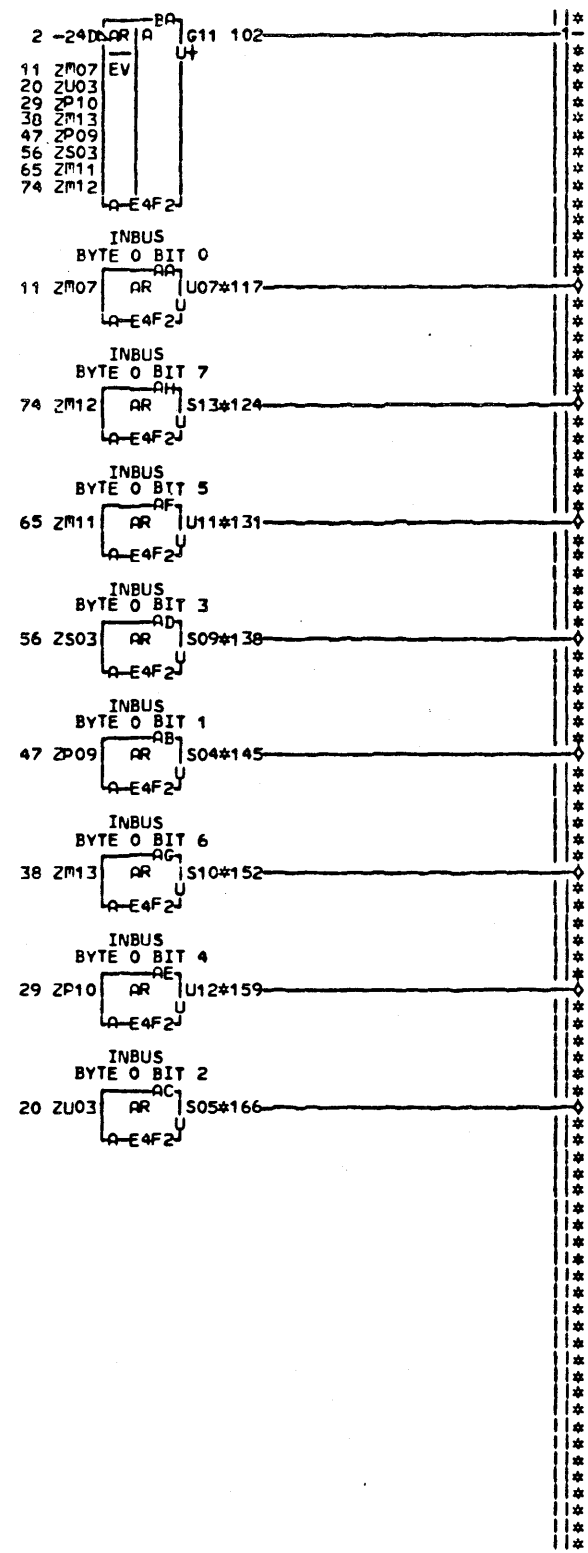 BA
2 -24D AR A G11 102 1
EV U
11 ZM07
20 ZU03
29 ZP10
38 ZM13
47 ZP09
56 ZS03
65 ZM11
74 ZM12
A E4F2
INBUS
BYTE 0 BIT 0
AA
11 ZM07 AR U07*117
U
A E4F2
INBUS
BYTE 0 BIT 7
AH
74 ZM12 AR S13*124
U
A E4F2
INBUS
BYTE 0 BIT 5
AF
65 ZM11 AR U11*131
U
A E4F2
INBUS
BYTE 0 BIT 3
AD
56 ZS03 AR S09*138
U
A E4F2
INBUS
BYTE 0 BIT 1
AB
47 ZP09 AR S04*145
U
A E4F2
INBUS
BYTE 0 BIT 6
AG
38 ZM13 AR S10*152
U
A E4F2
INBUS
BYTE 0 BIT 4
AE
29 ZP10 AR U12*159
U
A E4F2
INBUS
BYTE 0 BIT 2
AC
20 ZU03 AR S05*166
U
A E4F2